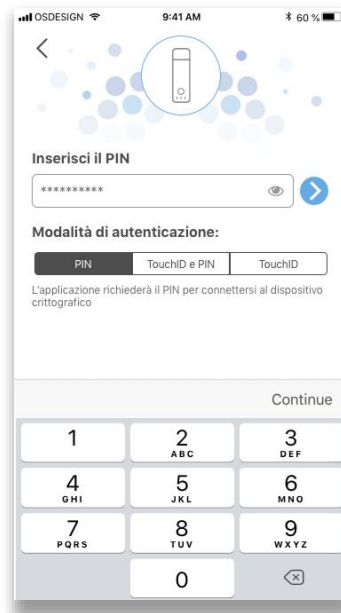 OSDESIGN 9:41 AM 60 %
Inserisci il PIN
**********
Modalità di autenticazione:
PIN TouchID e PIN TouchID
L'applicazione richiederà il PIN per connettersi al dispositivo
crittografico
Continue
1 2 3
ABC DEF
4 5 6
GHI JKL MNO
7 8 9
PQRS TUV WXYZ
0